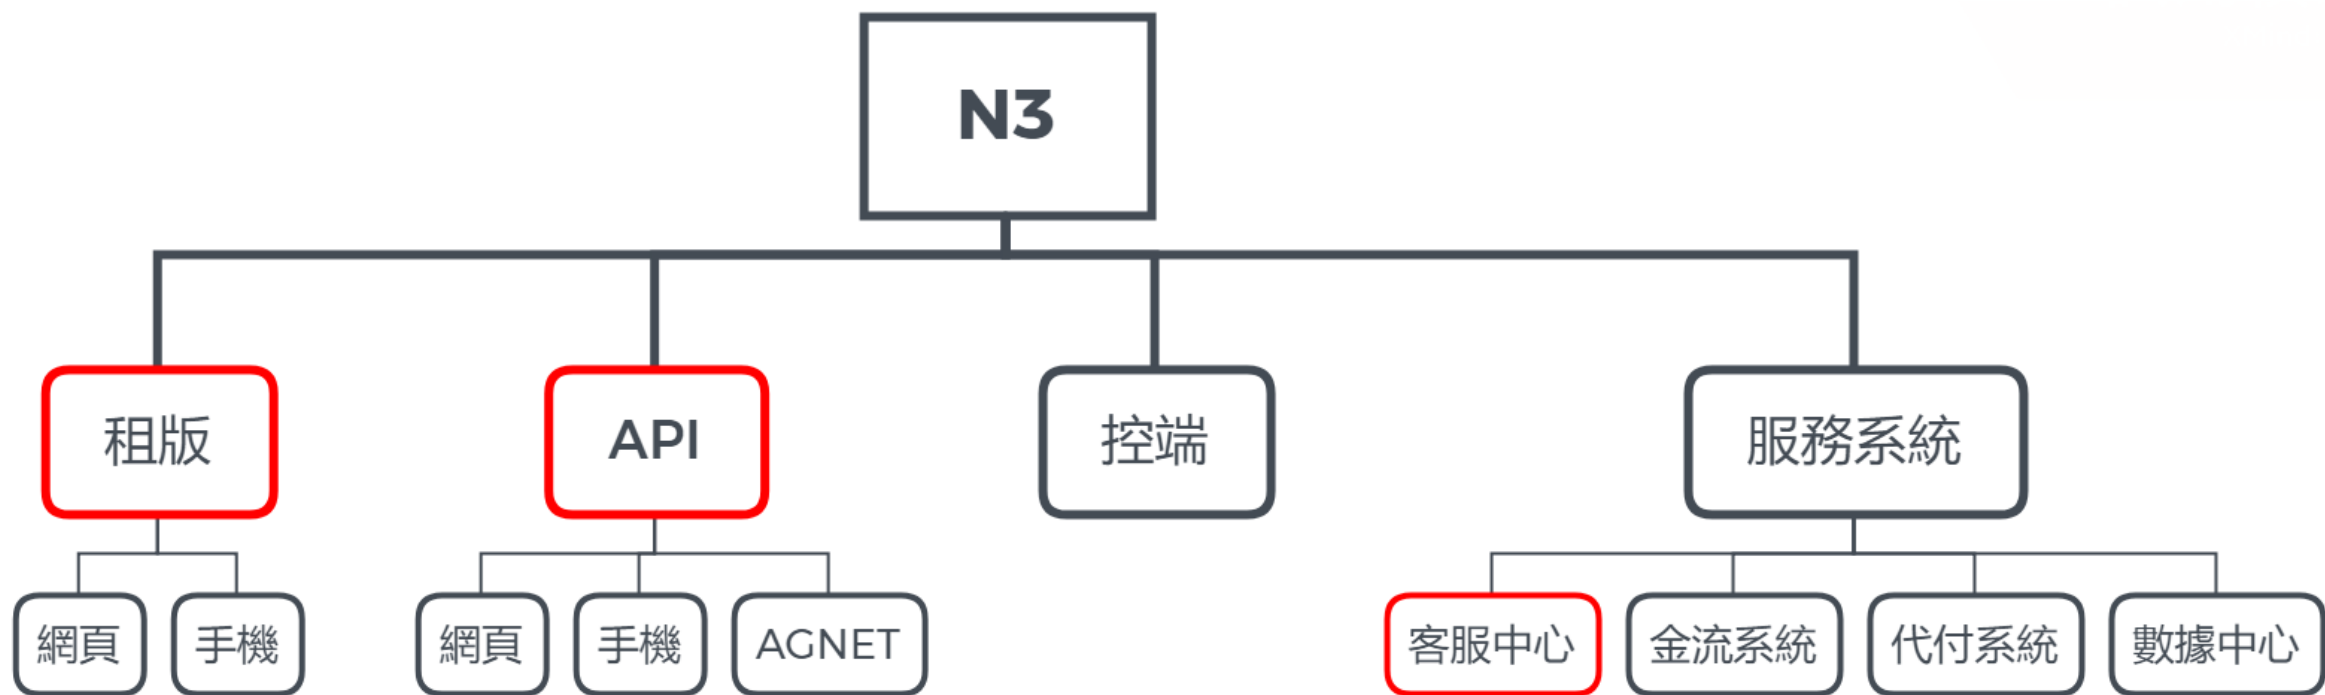 N3
租版
API
控端
服務系統
網頁
手機
網頁
手機
AGNET
客服中心
金流系統
代付系統
數據中心